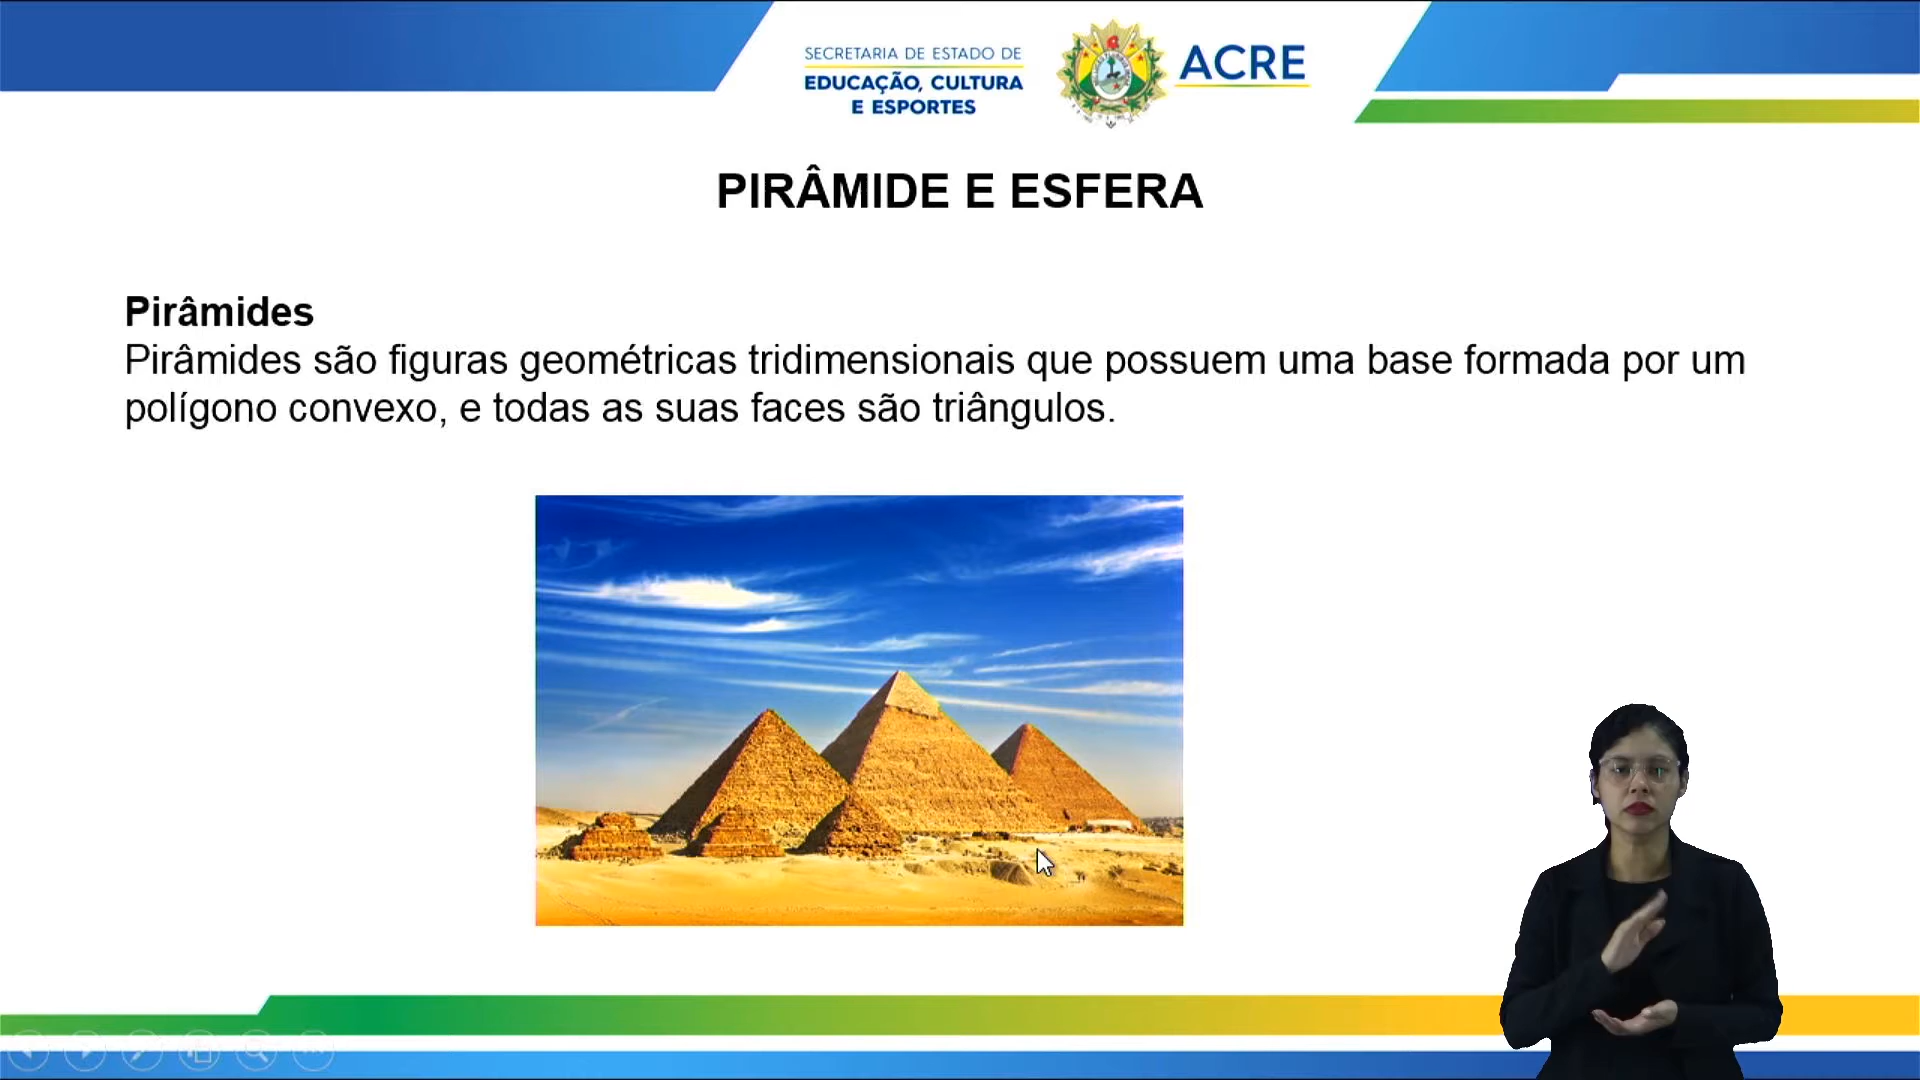 SECRETARIA DE ESTADO DE
EDUCAÇÃO, CULTURA
E ESPORTES
ACRE
PIRÂMIDE E ESFERA
Pirâmides
Pirâmides são figuras geométricas tridimensionais que possuem uma base formada por um
polígono convexo, e todas as suas faces são triângulos.